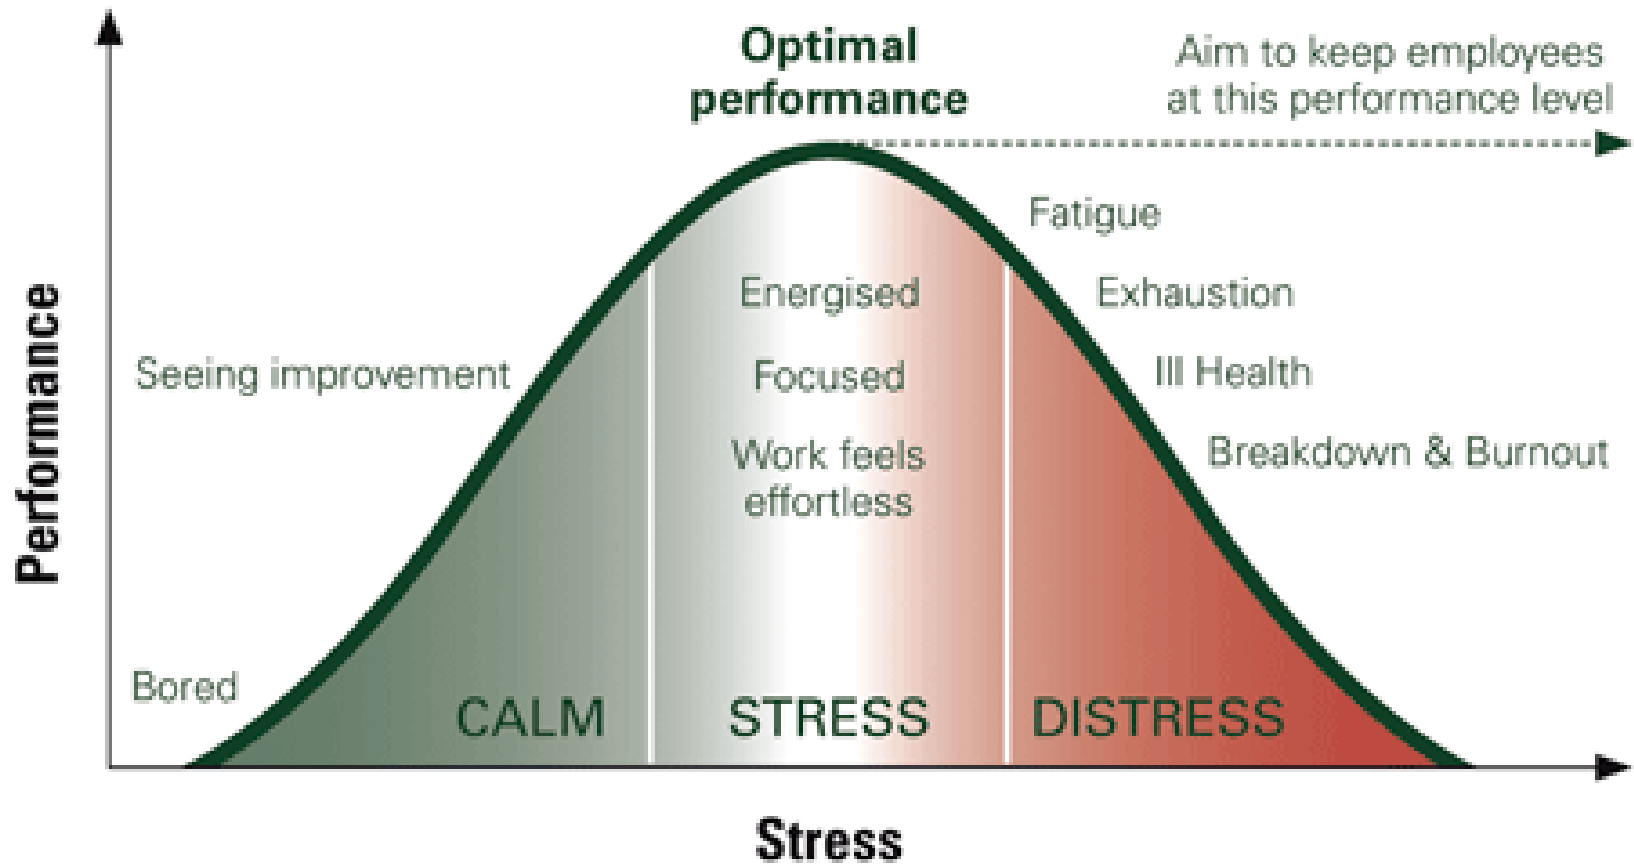 Optimal
performance
Aim to keep employees
at this performance level
Fatigue
Energised
Exhaustion
Seeing improvement
Focused
Ill Health
Work feels
effortless
Breakdown & Burnout
Bored
CALM
STRESS
DISTRESS
Performance
Stress